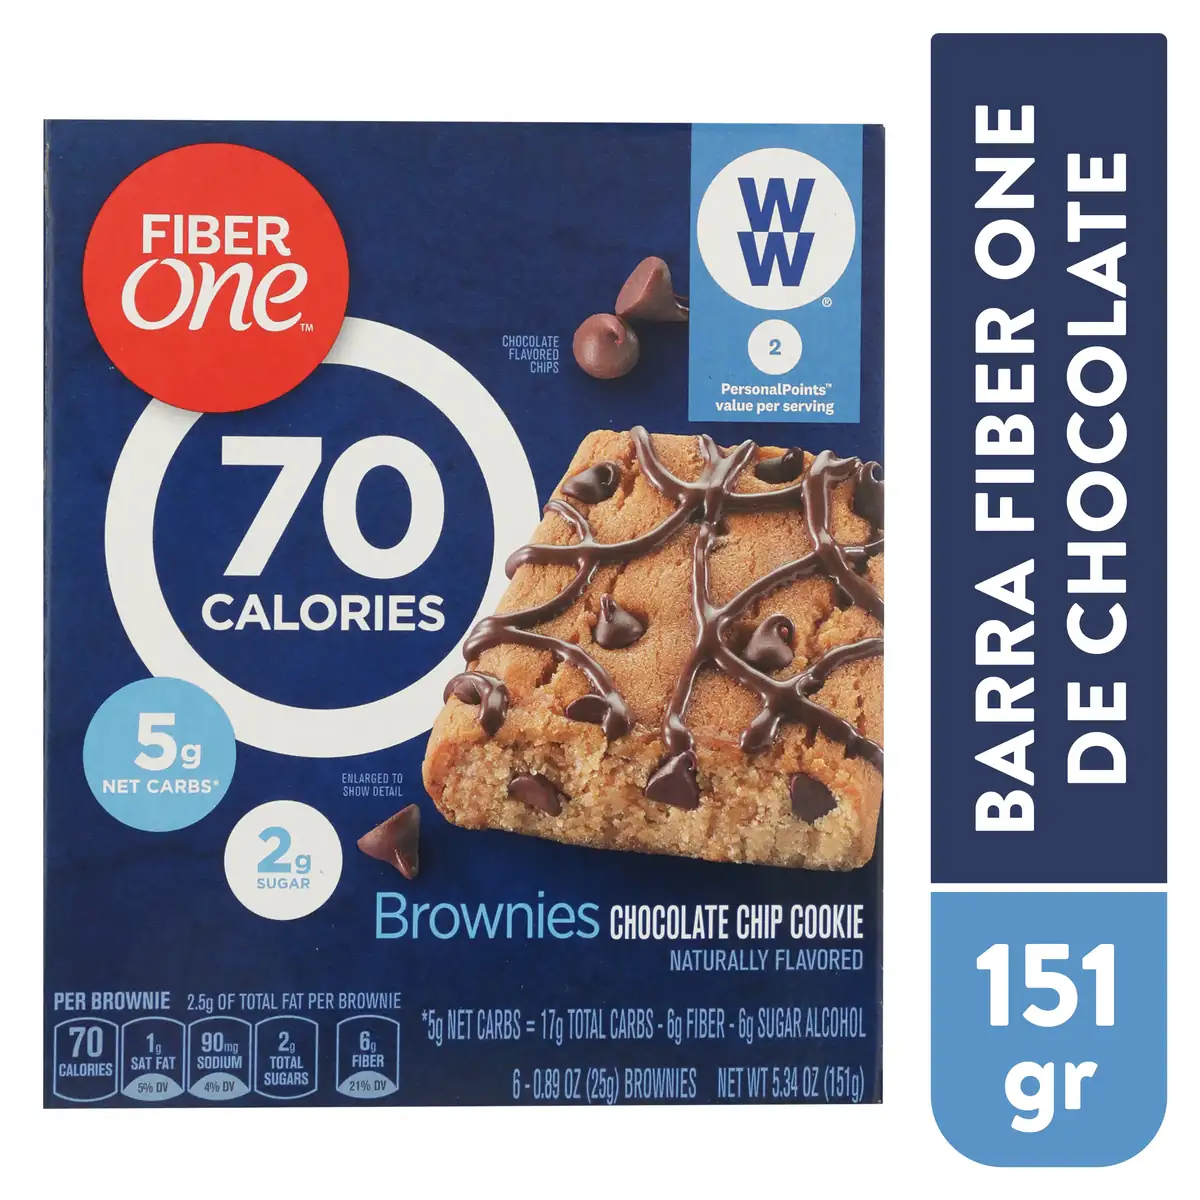 FIBER
one™
70
CALORIES
5g
NET CARBS*
2g
SUGAR
CHOCOLATE
FLAVORED
CHIPS
W
W
®
2
PersonalPoints™
value per serving
ENLARGED TO
SHOW DETAIL
Brownies CHOCOLATE CHIP COOKIE
NATURALLY FLAVORED
PER BROWNIE 2.5g OF TOTAL FAT PER BROWNIE
70
CALORIES
1g
SAT FAT
5% DV
90mg
SODIUM
4% DV
2g
TOTAL
SUGARS
6g
FIBER
21% DV
*5g NET CARBS = 17g TOTAL CARBS - 6g FIBER - 6g SUGAR ALCOHOL
6 - 0.89 OZ (25g) BROWNIES NET WT 5.34 OZ (151g)
BARRA FIBER ONE
DE CHOCOLATE
151
gr